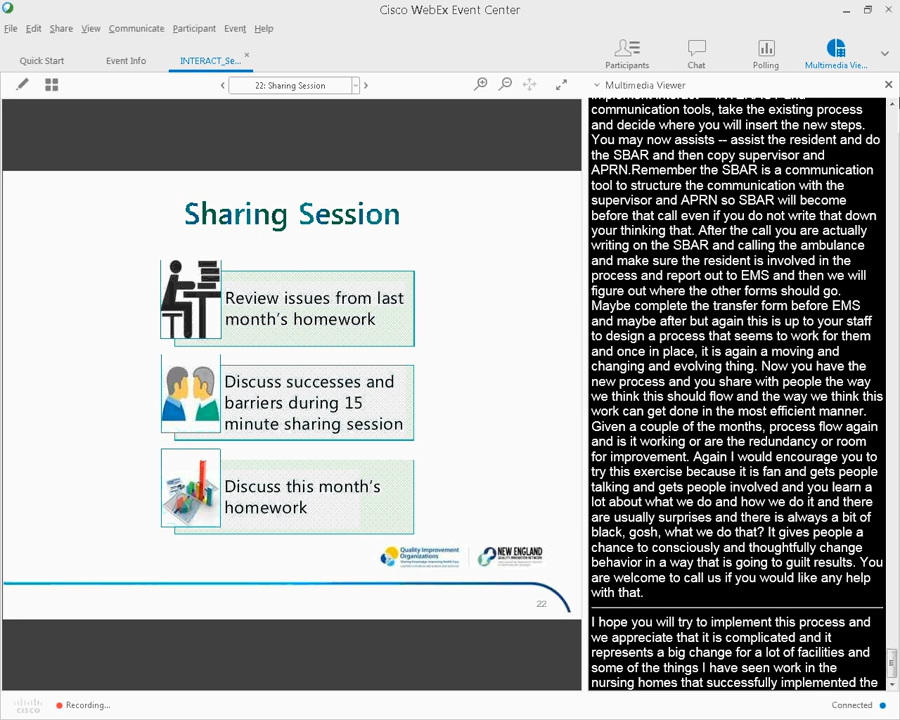 Cisco WebEx Event Center
File Edit Share View Communicate Participant Event Help
Quick Start
Event Info
INTERACT_Se...
Participants
Chat
Polling
Multimedia Vie...
22: Sharing Session
Multimedia Viewer
Sharing Session
Review issues from last
month's homework
Discuss successes and
barriers during 15
minute sharing session
Discuss this month's
homework
Quality Improvement
Organizations
NEW ENGLAND
22
communication tools, take the existing process
and decide where you will insert the new steps.
You may now assists -- assist the resident and do
the SBAR and then copy supervisor and
APRN.Remember the SBAR is a communication
tool to structure the communication with the
supervisor and APRN so SBAR will become
before that call even if you do not write that down
your thinking that. After the call you are actually
writing on the SBAR and calling the ambulance
and make sure the resident is involved in the
process and report out to EMS and then we will
figure out where the other forms should go.
Maybe complete the transfer form before EMS
and maybe after but again this is up to your staff
to design a process that seems to work for them
and once in place, it is again a moving and
changing and evolving thing. Now you have the
new process and you share with people the way
we think this should flow and the way we think this
work can get done in the most efficient manner.
Given a couple of the months, process flow again
and is it working or are the redundancy or room
for improvement. Again I would encourage you to
try this exercise because it is fan and gets people
talking and gets people involved and you learn a
lot about what we do and how we do it and there
are usually surprises and there is always a bit of
black, gosh, what we do that? It gives people a
chance to consciously and thoughtfully change
behavior in a way that is going to guilt results. You
are welcome to call us if you would like any help
with that.
I hope you will try to implement this process and
we appreciate that it is complicated and it
represents a big change for a lot of facilities and
some of the things I have seen work in the
nursing homes that successfully implemented the
cisco
Recording...
Connected